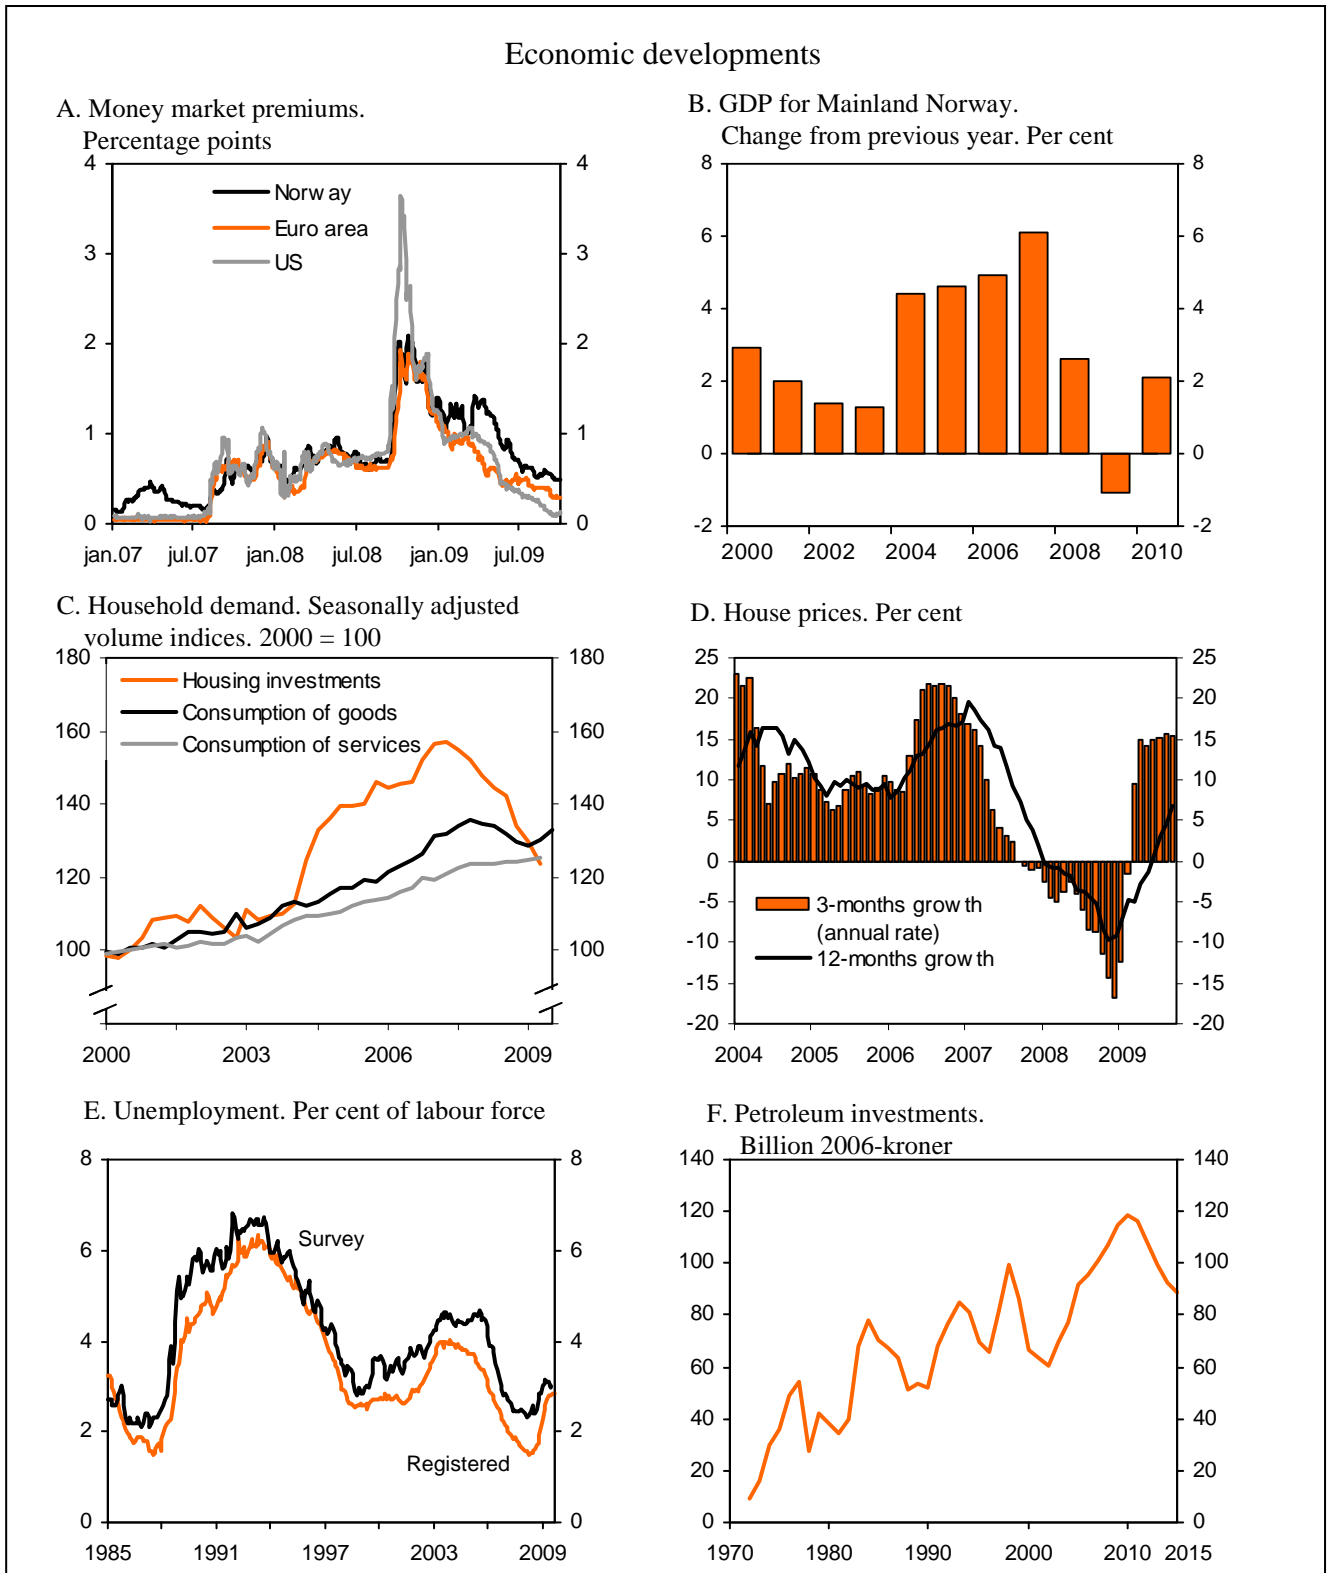 Economic developments
A. Money market premiums.
Percentage points
4 4
Norway
Euro area
US
3 3
2 2
1 1
0 0
jan.07 jul.07 jan.08 jul.08 jan.09 jul.09
B. GDP for Mainland Norway.
Change from previous year. Per cent
8 8
6 6
4 4
2 2
0 0
-2 -2
2000 2002 2004 2006 2008 2010
C. Household demand. Seasonally adjusted
volume indices. 2000 = 100
180 180
Housing investments
Consumption of goods
Consumption of services
160 160
140 140
120 120
100 100
2000 2003 2006 2009
D. House prices. Per cent
25 25
20 20
15 15
10 10
5 5
0 0
-5 -5
3-months growth
(annual rate)
12-months growth
-10 -10
-15 -15
-20 -20
2004 2005 2006 2007 2008 2009
E. Unemployment. Per cent of labour force
8 8
Survey
6 6
4 4
2 2
Registered
0 0
1985 1991 1997 2003 2009
F. Petroleum investments.
Billion 2006-kroner
140 140
120 120
100 100
80 80
60 60
40 40
20 20
0 0
1970 1980 1990 2000 2010 2015